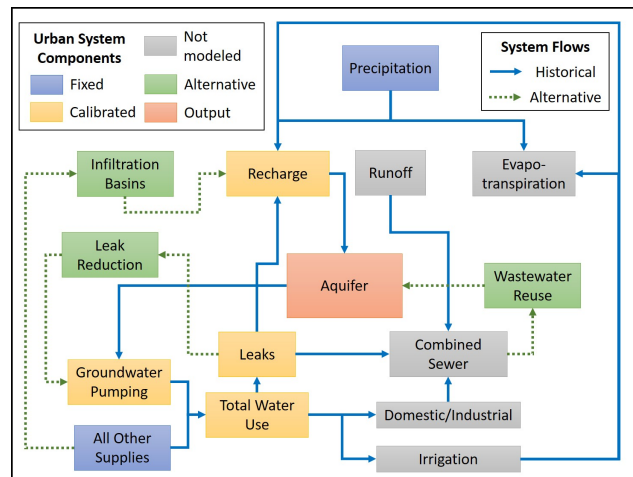 Urban System
Components
Not
modeled
Fixed
Alternative
Calibrated
Output
Precipitation
System Flows
Historical
Alternative
Infiltration
Basins
Recharge
Runoff
Evapo-
transpiration
Leak
Reduction
Aquifer
Wastewater
Reuse
Groundwater
Pumping
Leaks
Combined
Sewer
Total Water
Use
Domestic/Industrial
All Other
Supplies
Irrigation